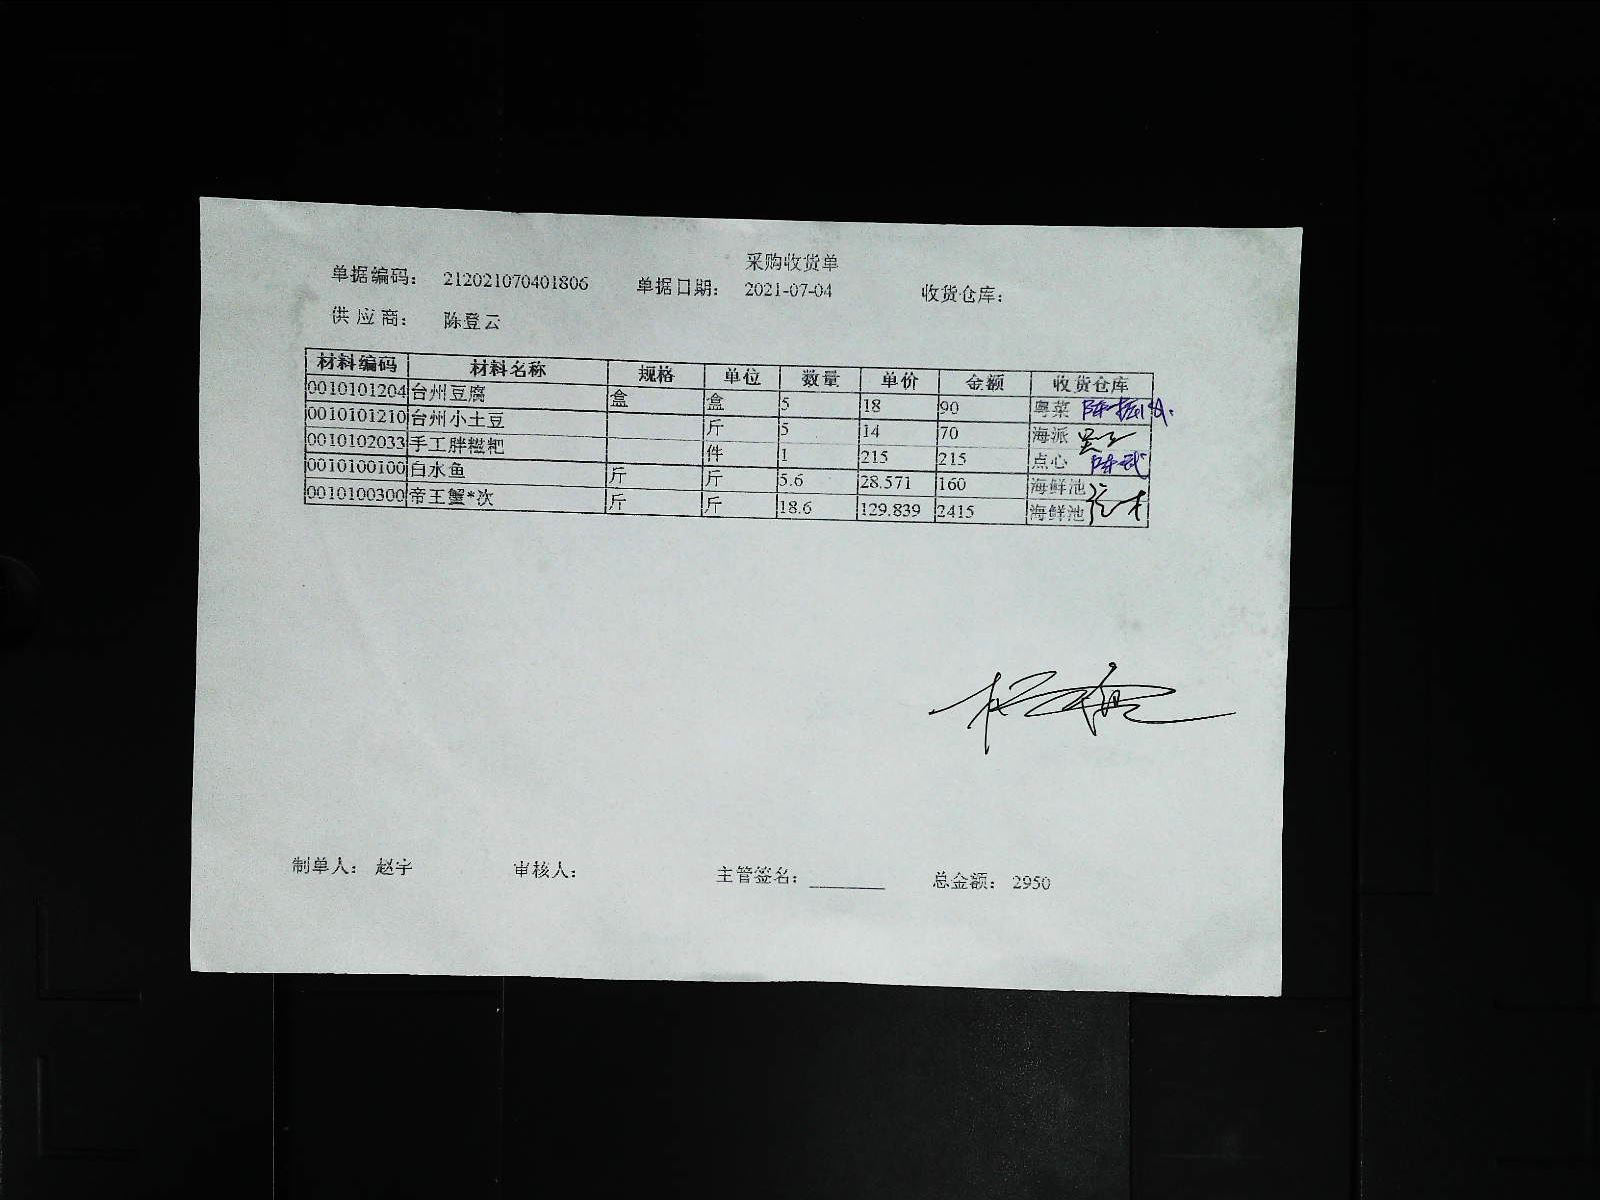 采购收货单
单据编码： 212021070401806 单据日期： 2021-07-04 收货仓库：
供 应 商： 陈登云
材料编码 材料名称 规格 单位 数量 单价 金额 收货仓库
0010101204 台州豆腐 盒 盒 5 18 90 粤菜
0010101210 台州小土豆 斤 5 14 70 海派
0010102033 手工胖糍粑 件 1 215 215 点心
0010100100 白水鱼 斤 斤 5.6 28.571 160 海鲜池
0010100300 帝王蟹*次 斤 斤 18.6 129.839 2415 海鲜池
制单人： 赵宇 审核人： 主管签名： 总金额： 2950